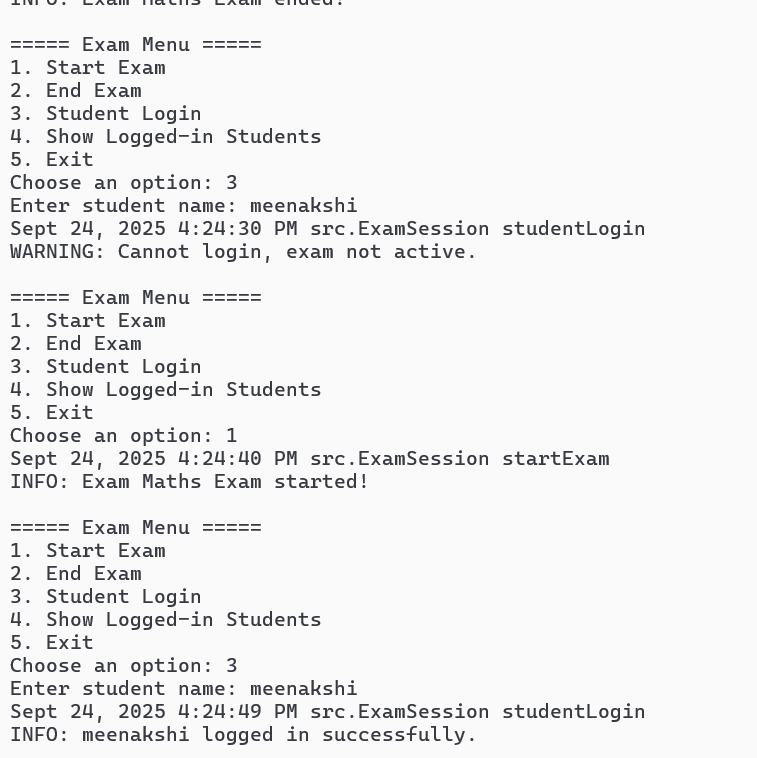 INFO: Exam Maths Exam ended!
===== Exam Menu =====
1. Start Exam
2. End Exam
3. Student Login
4. Show Logged-in Students
5. Exit
Choose an option: 3
Enter student name: meenakshi
Sept 24, 2025 4:24:30 PM src.ExamSession studentLogin
WARNING: Cannot login, exam not active.
===== Exam Menu =====
1. Start Exam
2. End Exam
3. Student Login
4. Show Logged-in Students
5. Exit
Choose an option: 1
Sept 24, 2025 4:24:40 PM src.ExamSession startExam
INFO: Exam Maths Exam started!
===== Exam Menu =====
1. Start Exam
2. End Exam
3. Student Login
4. Show Logged-in Students
5. Exit
Choose an option: 3
Enter student name: meenakshi
Sept 24, 2025 4:24:49 PM src.ExamSession studentLogin
INFO: meenakshi logged in successfully.